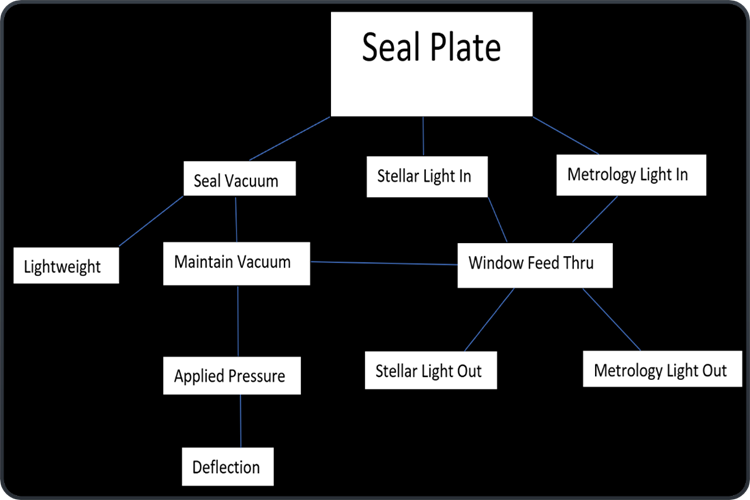 Seal Plate
Seal Vacuum
Stellar Light In
Metrology Light In
Lightweight
Maintain Vacuum
Window Feed Thru
Applied Pressure
Stellar Light Out
Metrology Light Out
Deflection